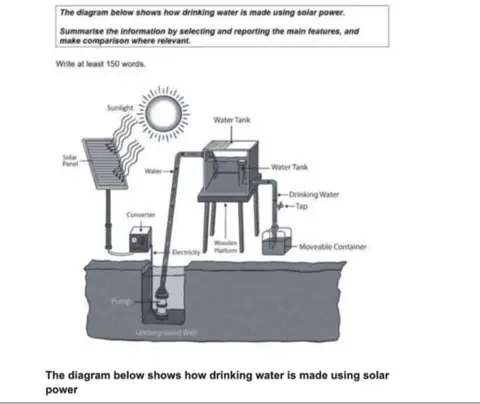 The diagram below shows how drinking water is made using solar power.
Summarise the information by selecting and reporting the main features, and
make comparison where relevant.
Write at least 150 words.
Sunlight
Water Tank
Solar
Panel
Water
Water Tank
Drinking Water
Tap
Converter
Wooden
Platform
Moveable Container
Electricity
Pump
Underground Well
The diagram below shows how drinking water is made using solar
power